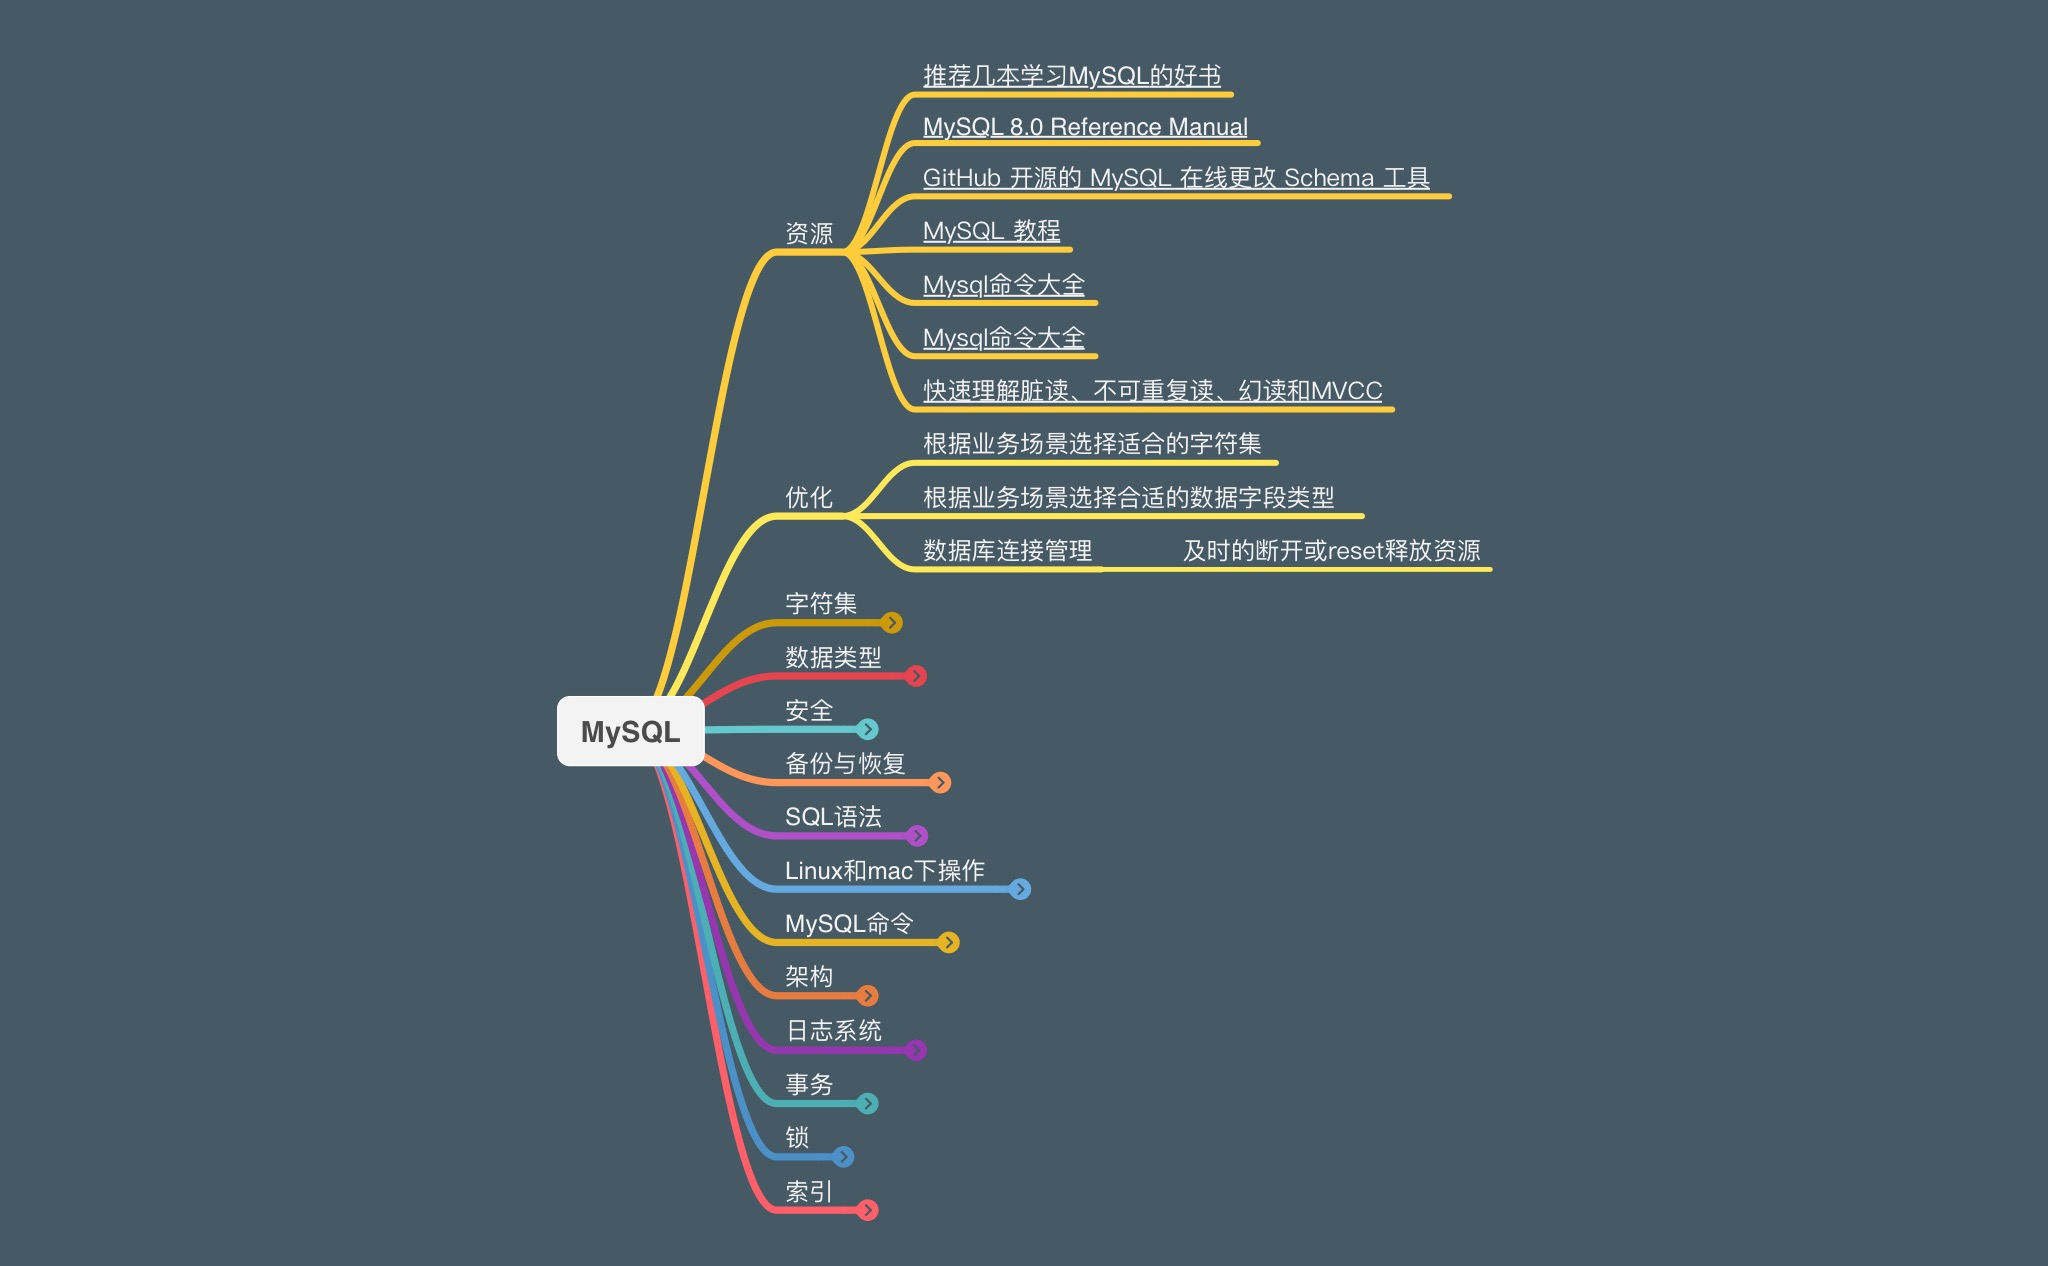 推荐几本学习MySQL的好书
MySQL 8.0 Reference Manual
GitHub 开源的 MySQL 在线更改 Schema 工具
资源
MySQL 教程
Mysql命令大全
Mysql命令大全
快速理解脏读、不可重复读、幻读和MVCC
根据业务场景选择适合的字符集
优化
根据业务场景选择合适的数据字段类型
数据库连接管理
及时的断开或reset释放资源
字符集
数据类型
安全
MySQL
备份与恢复
SQL语法
Linux和mac下操作
MySQL命令
架构
日志系统
事务
锁
索引